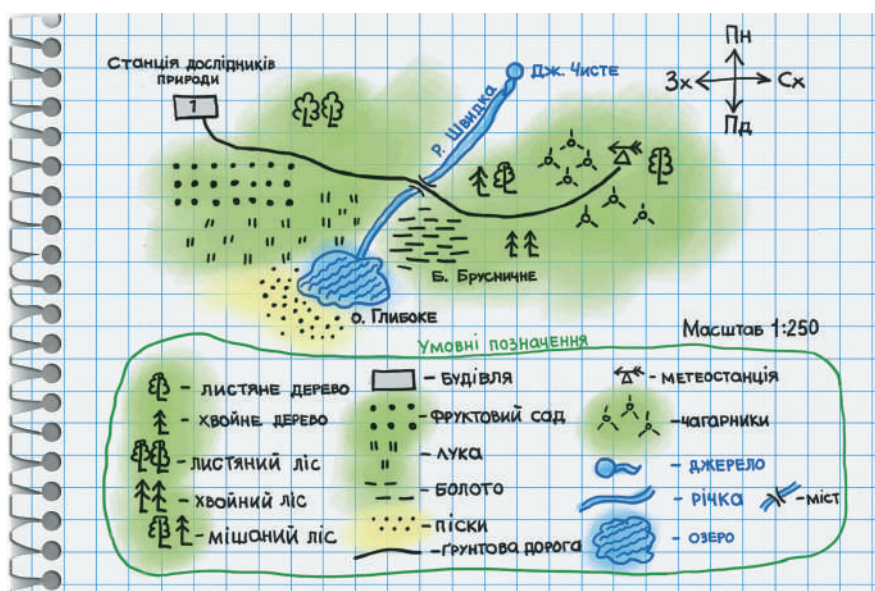 Станція дослідників
природи
1
Дж. Чисте
Р. Швидка
Пн
Зх
Сх
Пд
Б. Брусничне
о. Глибоке
Масштаб 1:250
Умовні позначення
- листяне дерево
- хвойне дерево
- листяний ліс
- хвойний ліс
- мішаний ліс
- будівля
- фруктовий сад
- лука
- болото
- піски
- ґрунтова дорога
- метеостанція
- чагарники
- джерело
- річка
- міст
- озеро